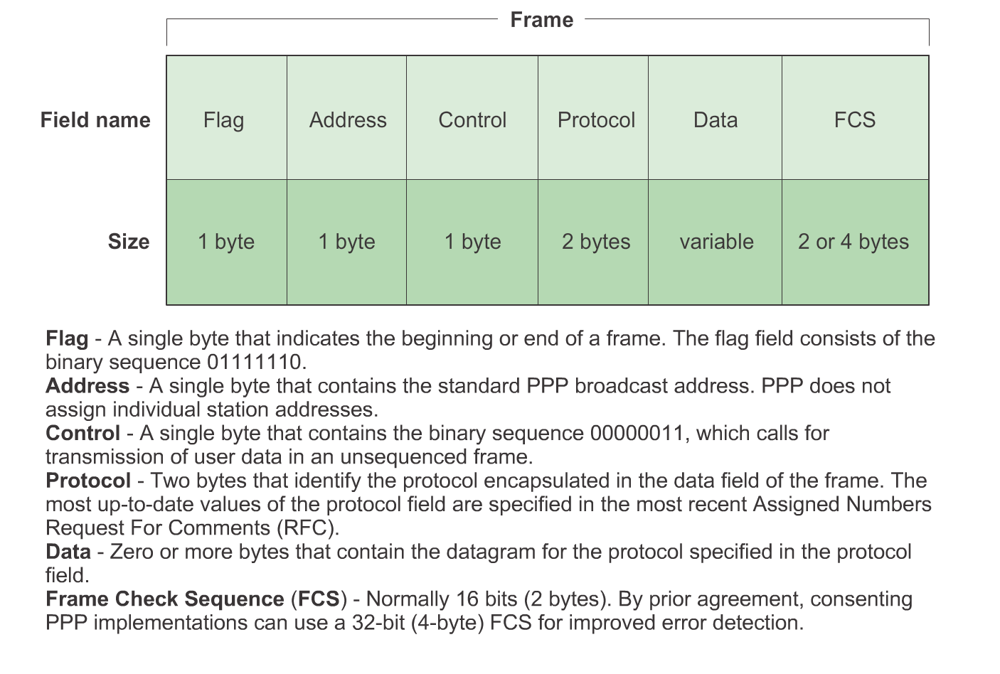 Frame
Field name Flag Address Control Protocol Data FCS
Size 1 byte 1 byte 1 byte 2 bytes variable 2 or 4 bytes
Flag - A single byte that indicates the beginning or end of a frame. The flag field consists of the
binary sequence 01111110.
Address - A single byte that contains the standard PPP broadcast address. PPP does not
assign individual station addresses.
Control - A single byte that contains the binary sequence 00000011, which calls for
transmission of user data in an unsequenced frame.
Protocol - Two bytes that identify the protocol encapsulated in the data field of the frame. The
most up-to-date values of the protocol field are specified in the most recent Assigned Numbers
Request For Comments (RFC).
Data - Zero or more bytes that contain the datagram for the protocol specified in the protocol
field.
Frame Check Sequence (FCS) - Normally 16 bits (2 bytes). By prior agreement, consenting
PPP implementations can use a 32-bit (4-byte) FCS for improved error detection.